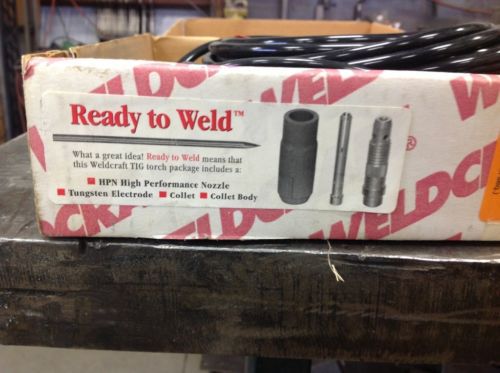 Ready to Weld™
What a great idea! Ready to Weld means that
this Weldcraft TIG torch package includes a:
HPN High Performance Nozzle
Tungsten Electrode Collet Collet Body
WELDCRAFT